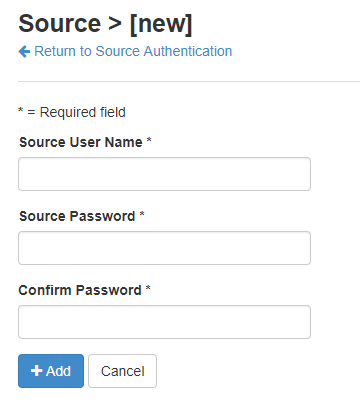 Source > [new]
Return to Source Authentication
* = Required field
Source User Name *
Source Password *
Confirm Password *
Add Cancel